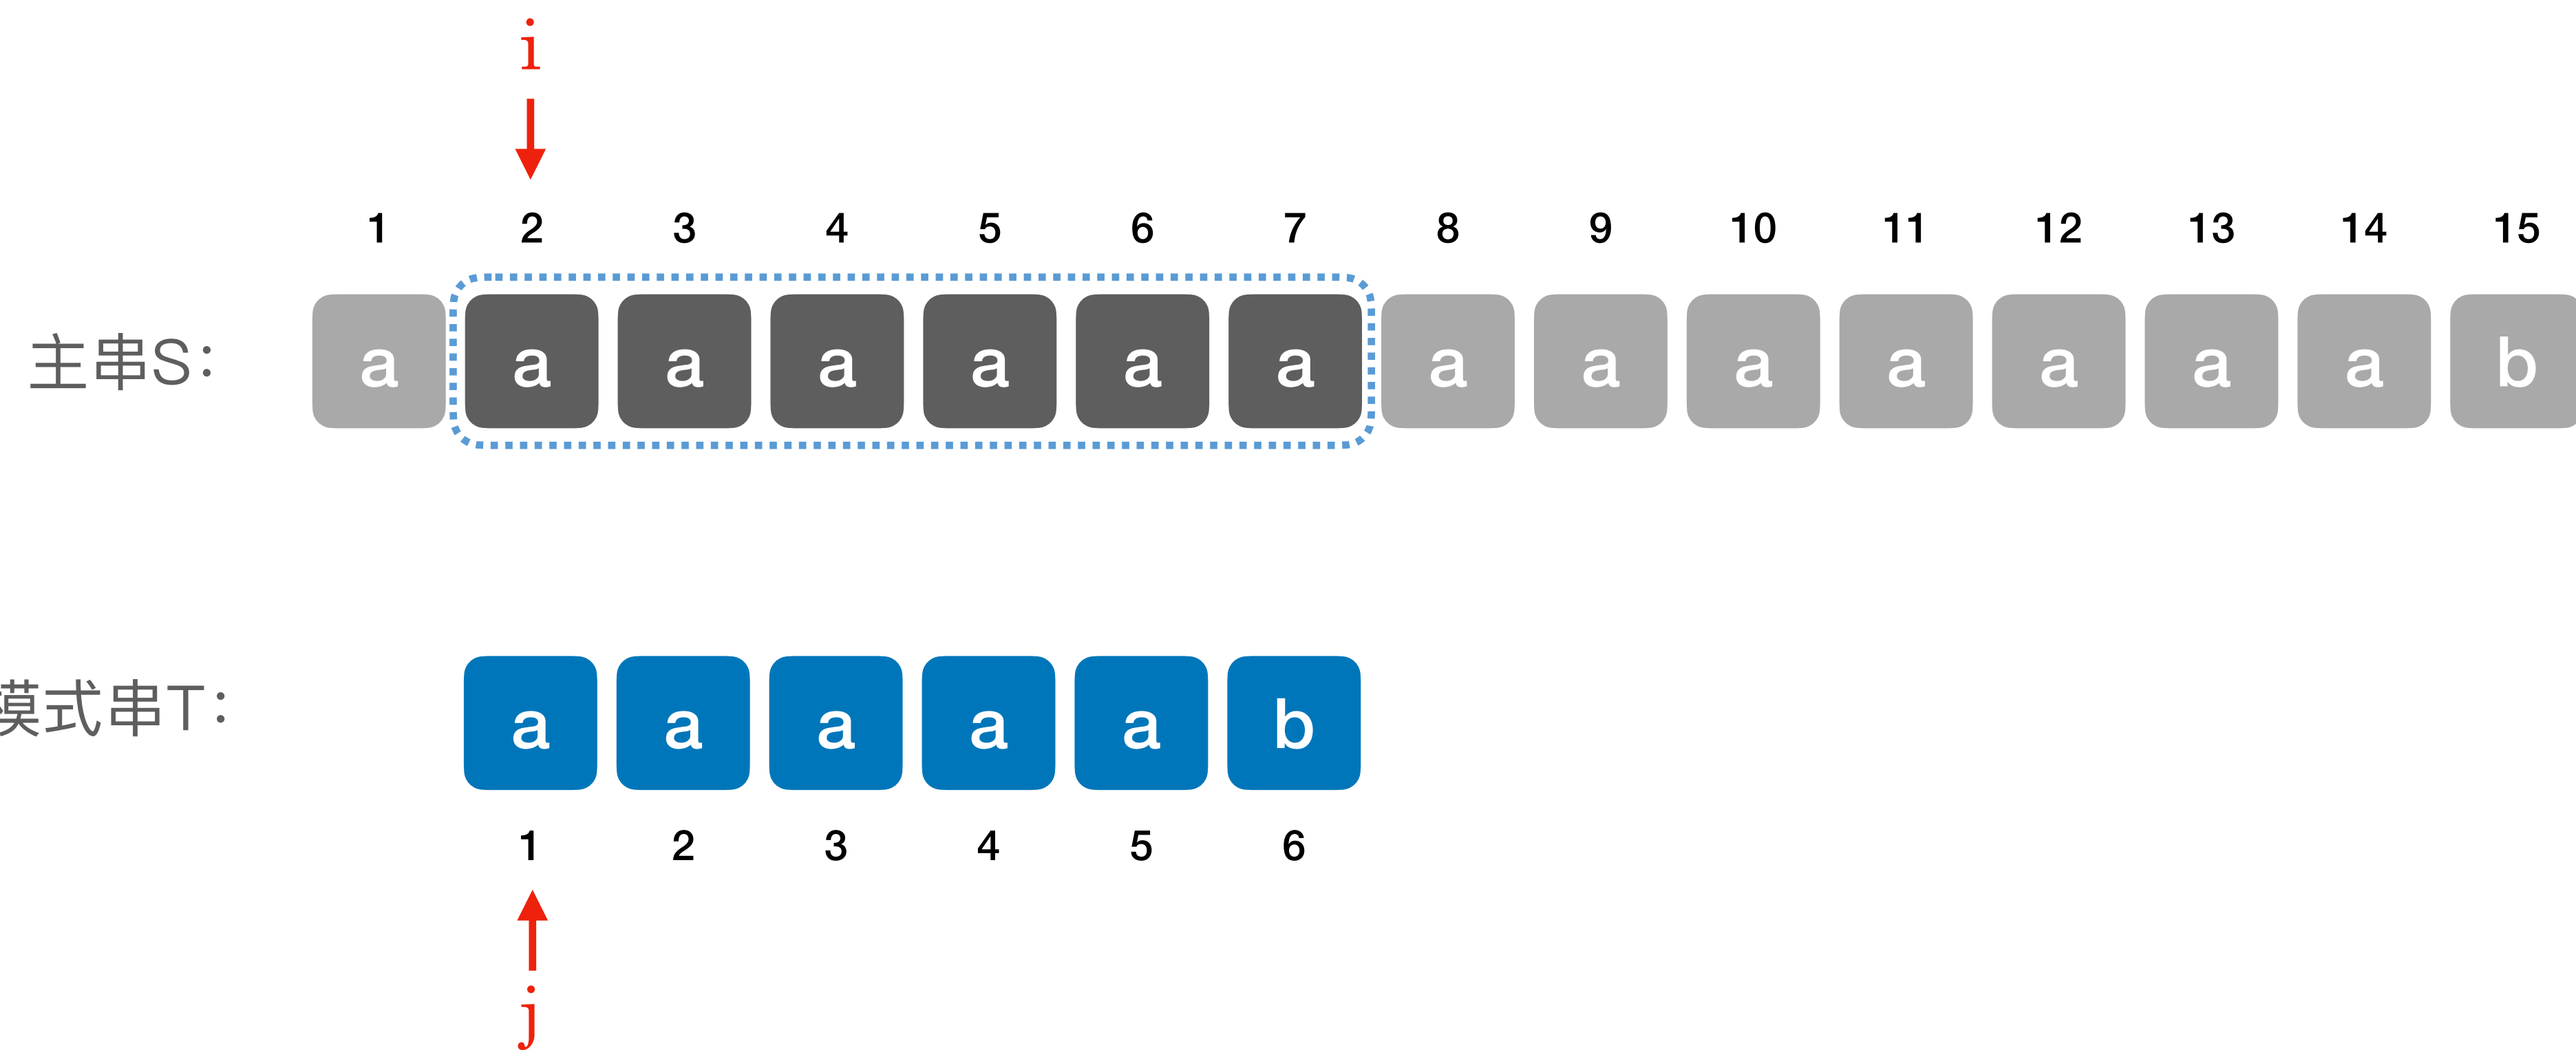 i
1 2 3 4 5 6 7 8 9 10 11 12 13 14 15
主串S： a a a a a a a a a a a a a a b
模式串T： a a a a a b
1 2 3 4 5 6
j